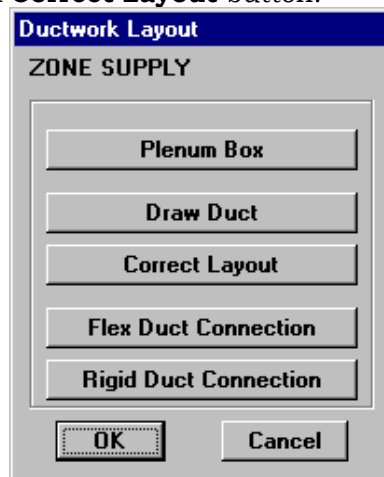 Correct Layout button.
Ductwork Layout
ZONE SUPPLY
Plenum Box
Draw Duct
Correct Layout
Flex Duct Connection
Rigid Duct Connection
OK Cancel